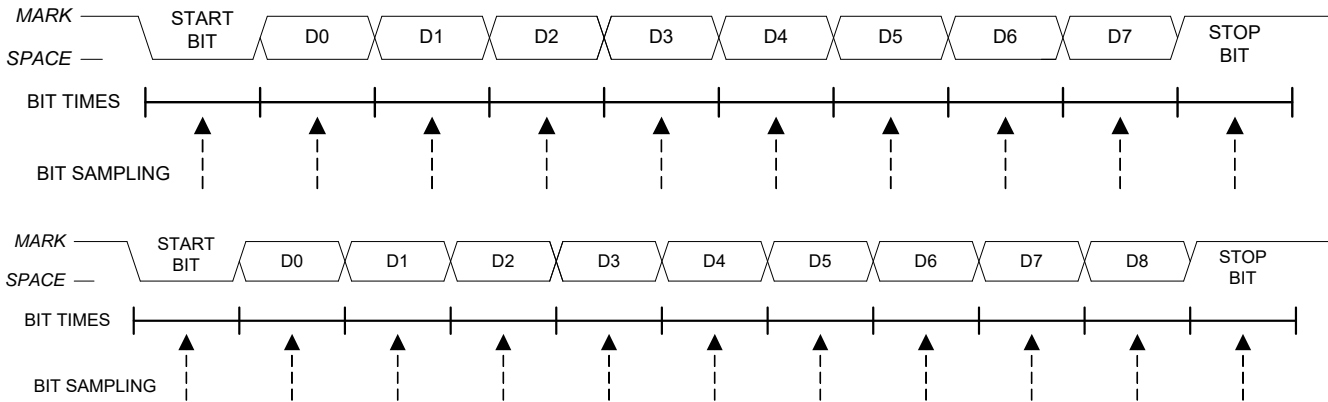 MARK
START
BIT
D0 D1 D2 D3 D4 D5 D6 D7
STOP
BIT
SPACE
BIT TIMES
BIT SAMPLING
MARK
START
BIT
D0 D1 D2 D3 D4 D5 D6 D7 D8
STOP
BIT
SPACE
BIT TIMES
BIT SAMPLING